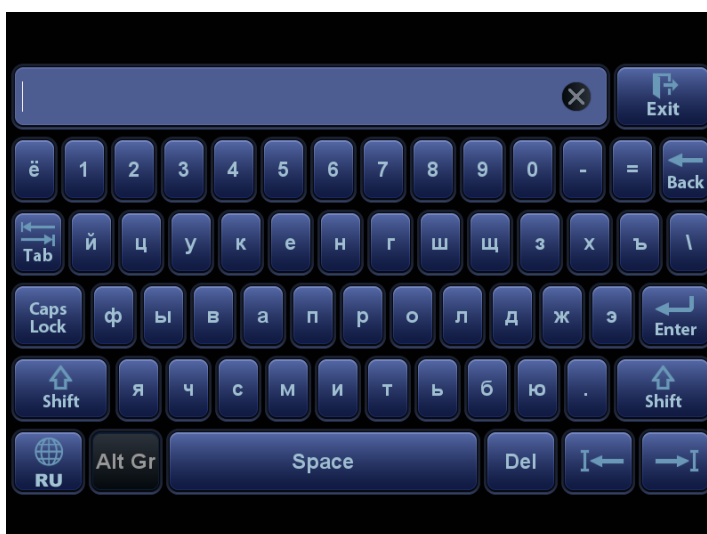 Exit
ё 1 2 3 4 5 6 7 8 9 0 - = Back
Tab й ц у к е н г ш щ з х ъ \
Caps Lock ф ы в а п р о л д ж э Enter
Shift я ч с м и т ь б ю . Shift
RU Alt Gr Space Del